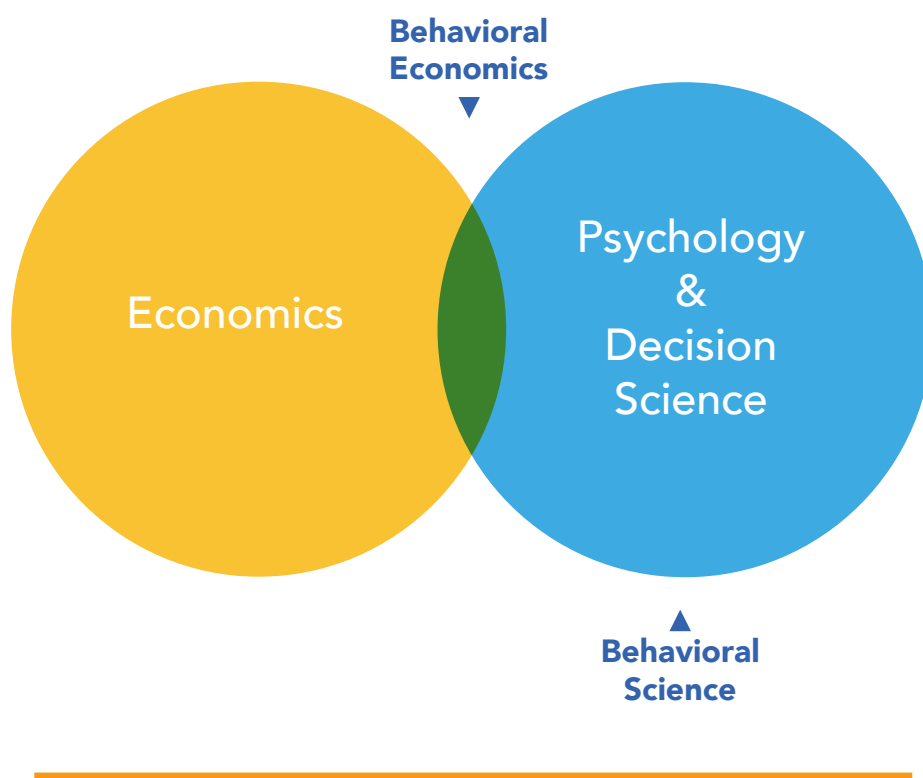 Behavioral
Economics
Economics
Psychology
&
Decision
Science
Behavioral
Science